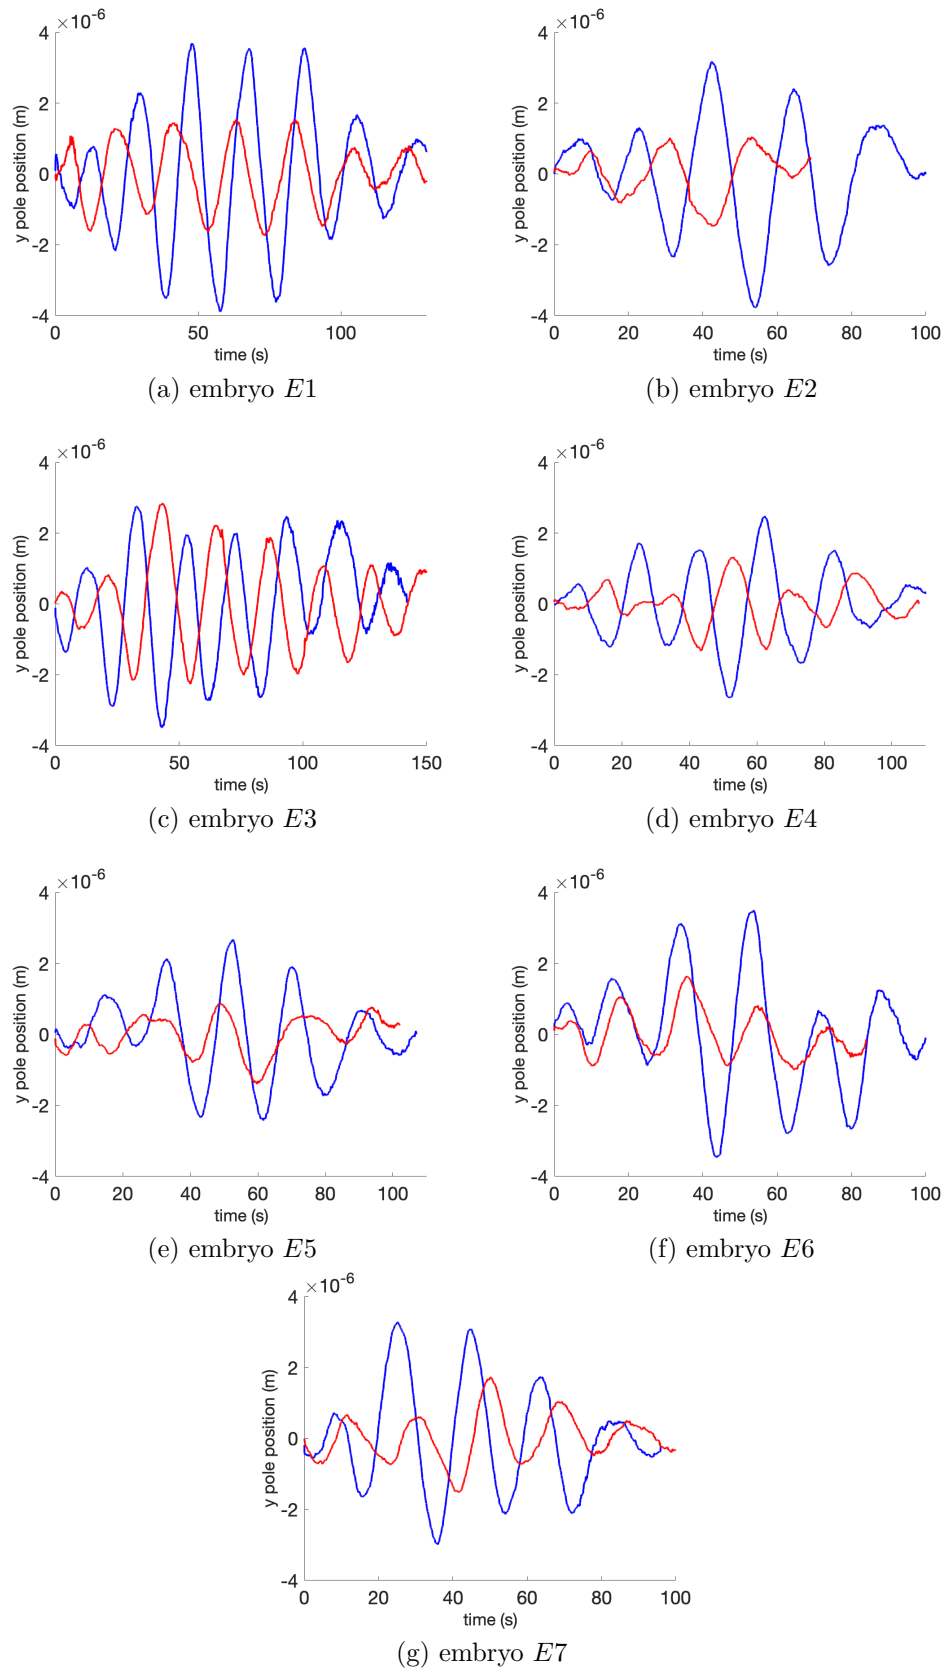 ×10-6 ×10-6
4 4
2 2
0 0
-2 -2
-4 -4
y pole position (m) y pole position (m)
0 50 100 0 20 40 60 80 100
time (s) time (s)
(a) embryo E1 (b) embryo E2
×10-6 ×10-6
4 4
2 2
0 0
-2 -2
-4 -4
y pole position (m) y pole position (m)
0 50 100 150 0 20 40 60 80 100
time (s) time (s)
(c) embryo E3 (d) embryo E4
×10-6 ×10-6
4 4
2 2
0 0
-2 -2
-4 -4
y pole position (m) y pole position (m)
0 20 40 60 80 100 0 20 40 60 80 100
time (s) time (s)
(e) embryo E5 (f) embryo E6
×10-6
4
2
0
-2
-4
y pole position (m)
0 20 40 60 80 100
time (s)
(g) embryo E7